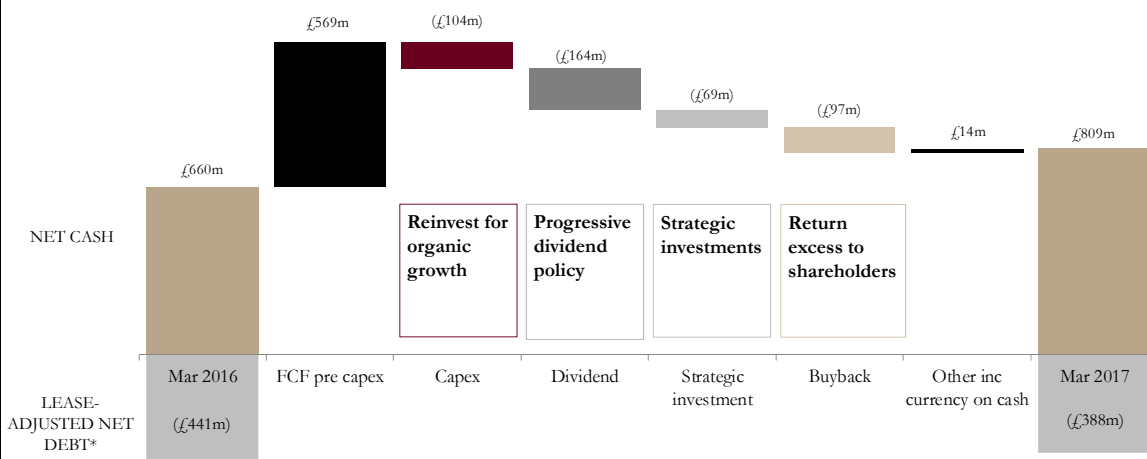 £569m
(£104m)
(£164m)
(£69m)
(£97m)
£14m
£809m
£660m
NET CASH
Reinvest for
organic
growth
Progressive
dividend
policy
Strategic
investments
Return
excess to
shareholders
Mar 2016
FCF pre capex
Capex
Dividend
Strategic
investment
Buyback
Other inc
currency on cash
Mar 2017
LEASE-
ADJUSTED NET
DEBT*
(£441m)
(£388m)